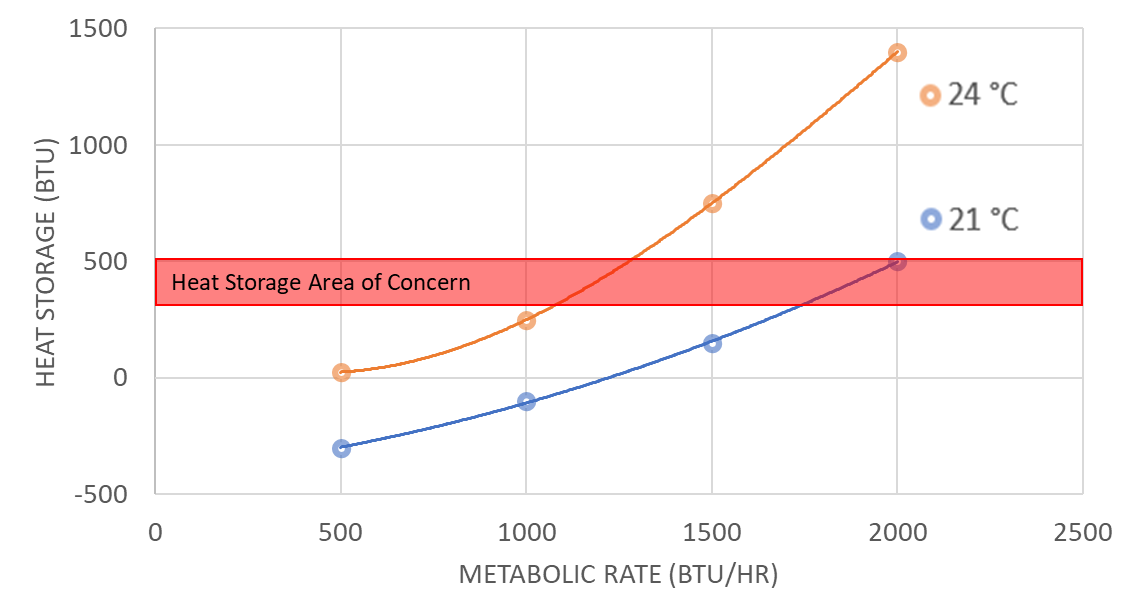 1500
24 °C
1000
21 °C
500
Heat Storage Area of Concern
0
-500
HEAT STORAGE (BTU)
0 500 1000 1500 2000 2500
METABOLIC RATE (BTU/HR)